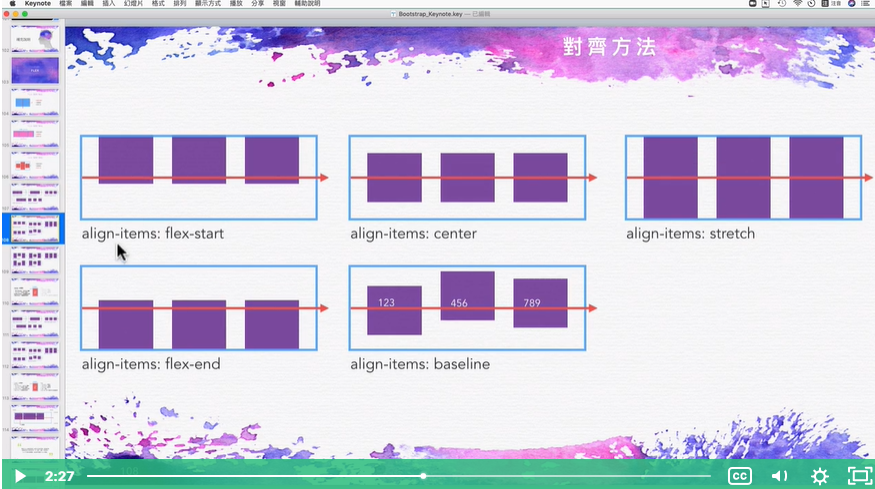 Keynote 檔案 編輯 插入 幻燈片 格式 排列 顯示方式 播放 分享 視窗 輔助說明
Bootstrap_Keynote.key — 已編輯
對齊方法
align-items: flex-start
align-items: center
align-items: stretch
123
456
789
align-items: flex-end
align-items: baseline
2:27
CC